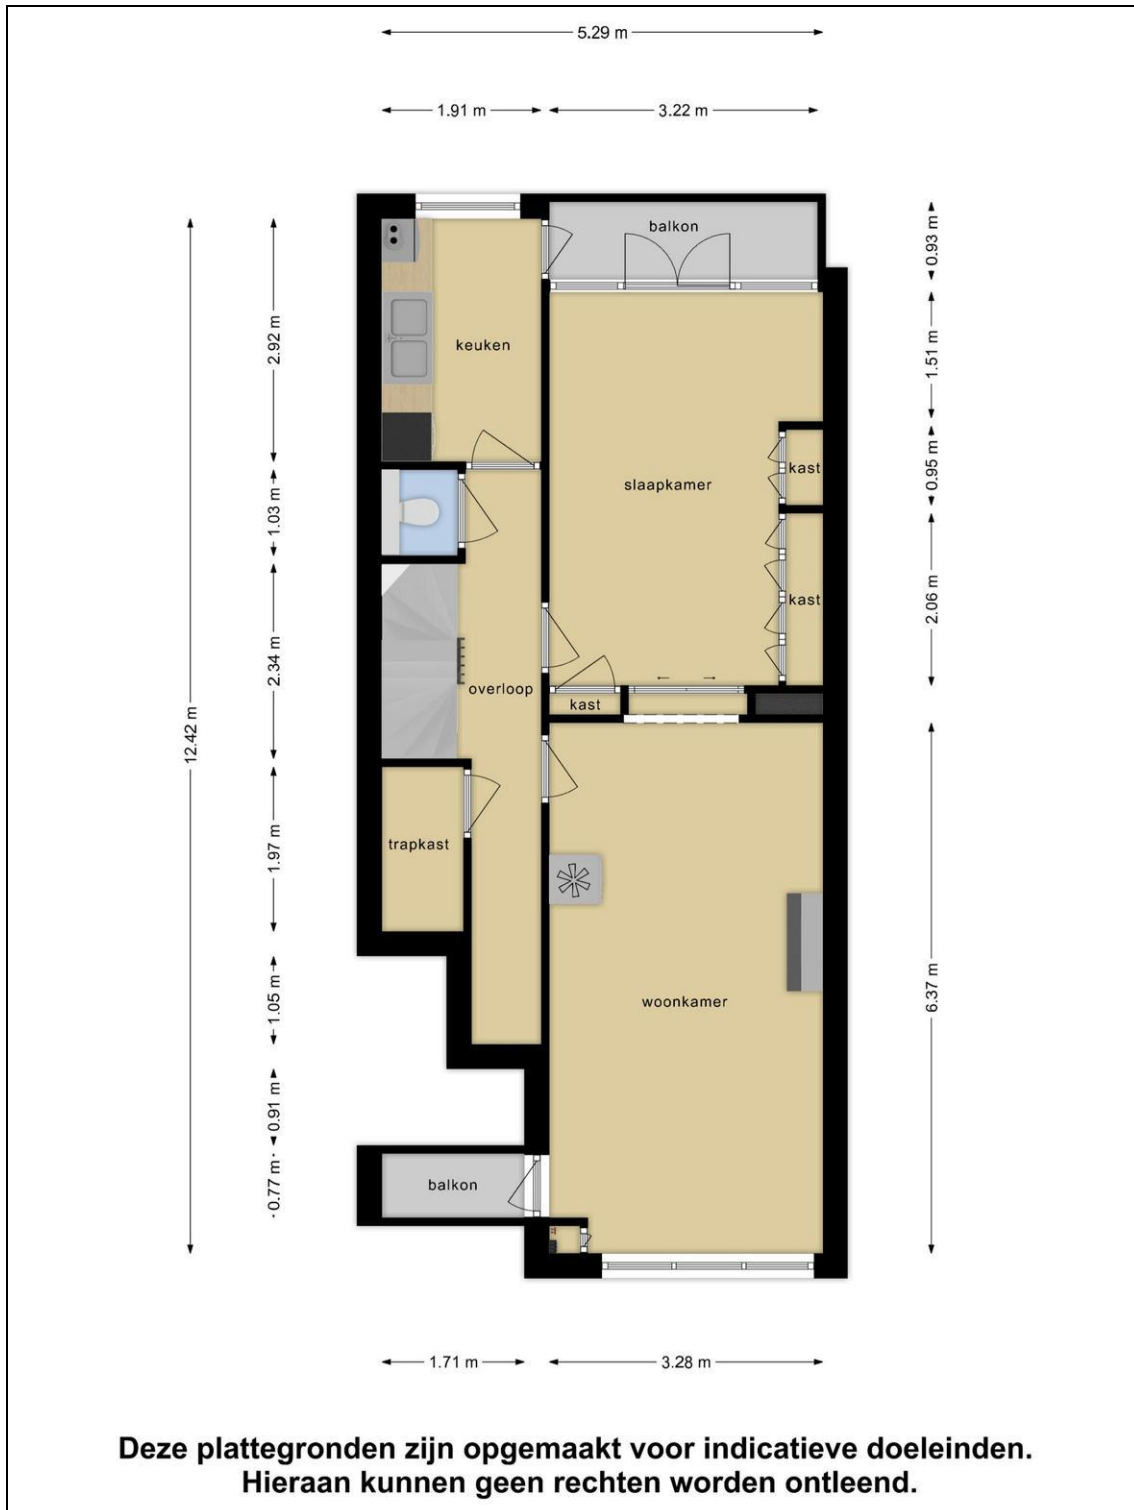 5.29 m
1.91 m
3.22 m
balkon
0.93 m
2.92 m
keuken
1.51 m
kast
0.95 m
slaapkamer
1.03 m
kast
2.06 m
2.34 m
overloop
kast
12.42 m
trapkast
1.97 m
woonkamer
6.37 m
1.05 m
0.91 m
balkon
0.77 m
1.71 m
3.28 m
Deze plattegronden zijn opgemaakt voor indicatieve doeleinden.
Hieraan kunnen geen rechten worden ontleend.